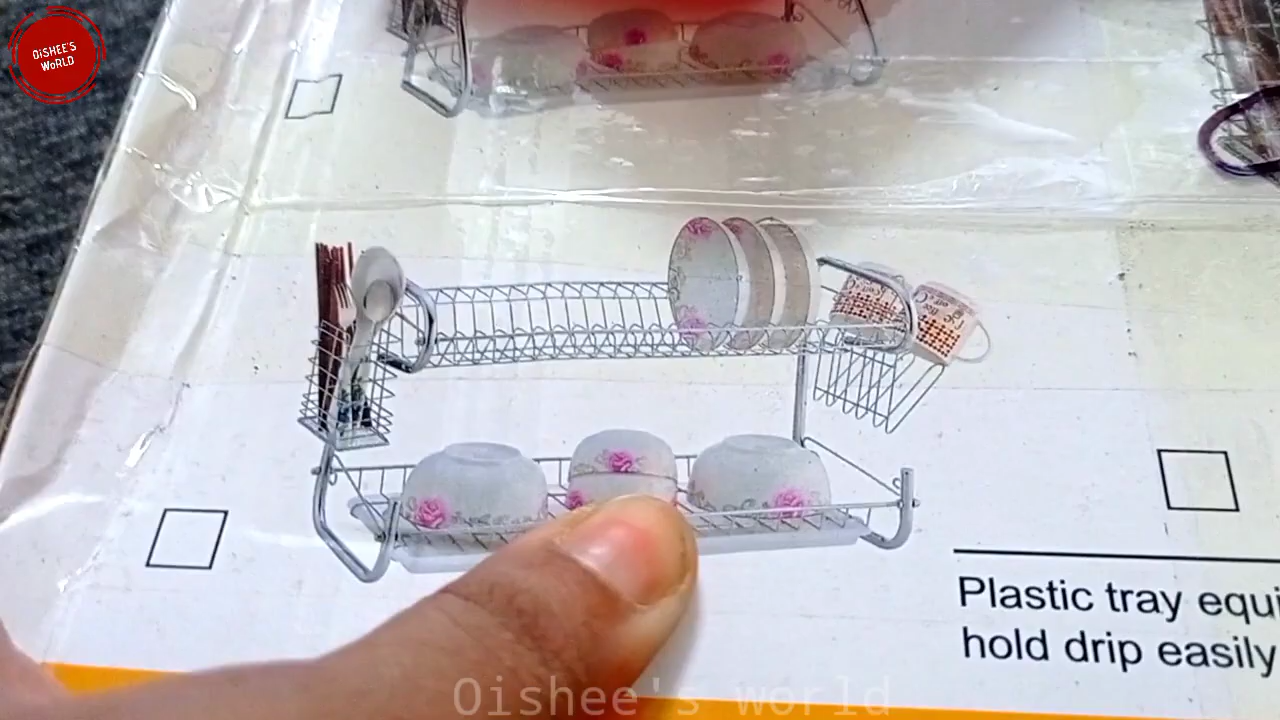 OiSHEE'S
WoRLD
Plastic tray equi
hold drip easily
Oishee's world